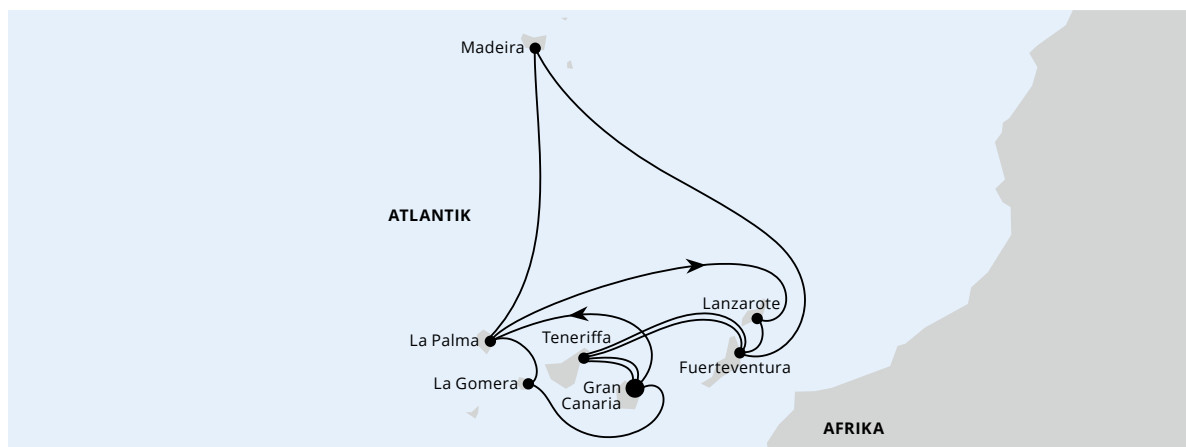 Madeira
ATLANTIK
Lanzarote
La Palma
Teneriffa
Fuerteventura
La Gomera
Gran
Canaria
AFRIKA